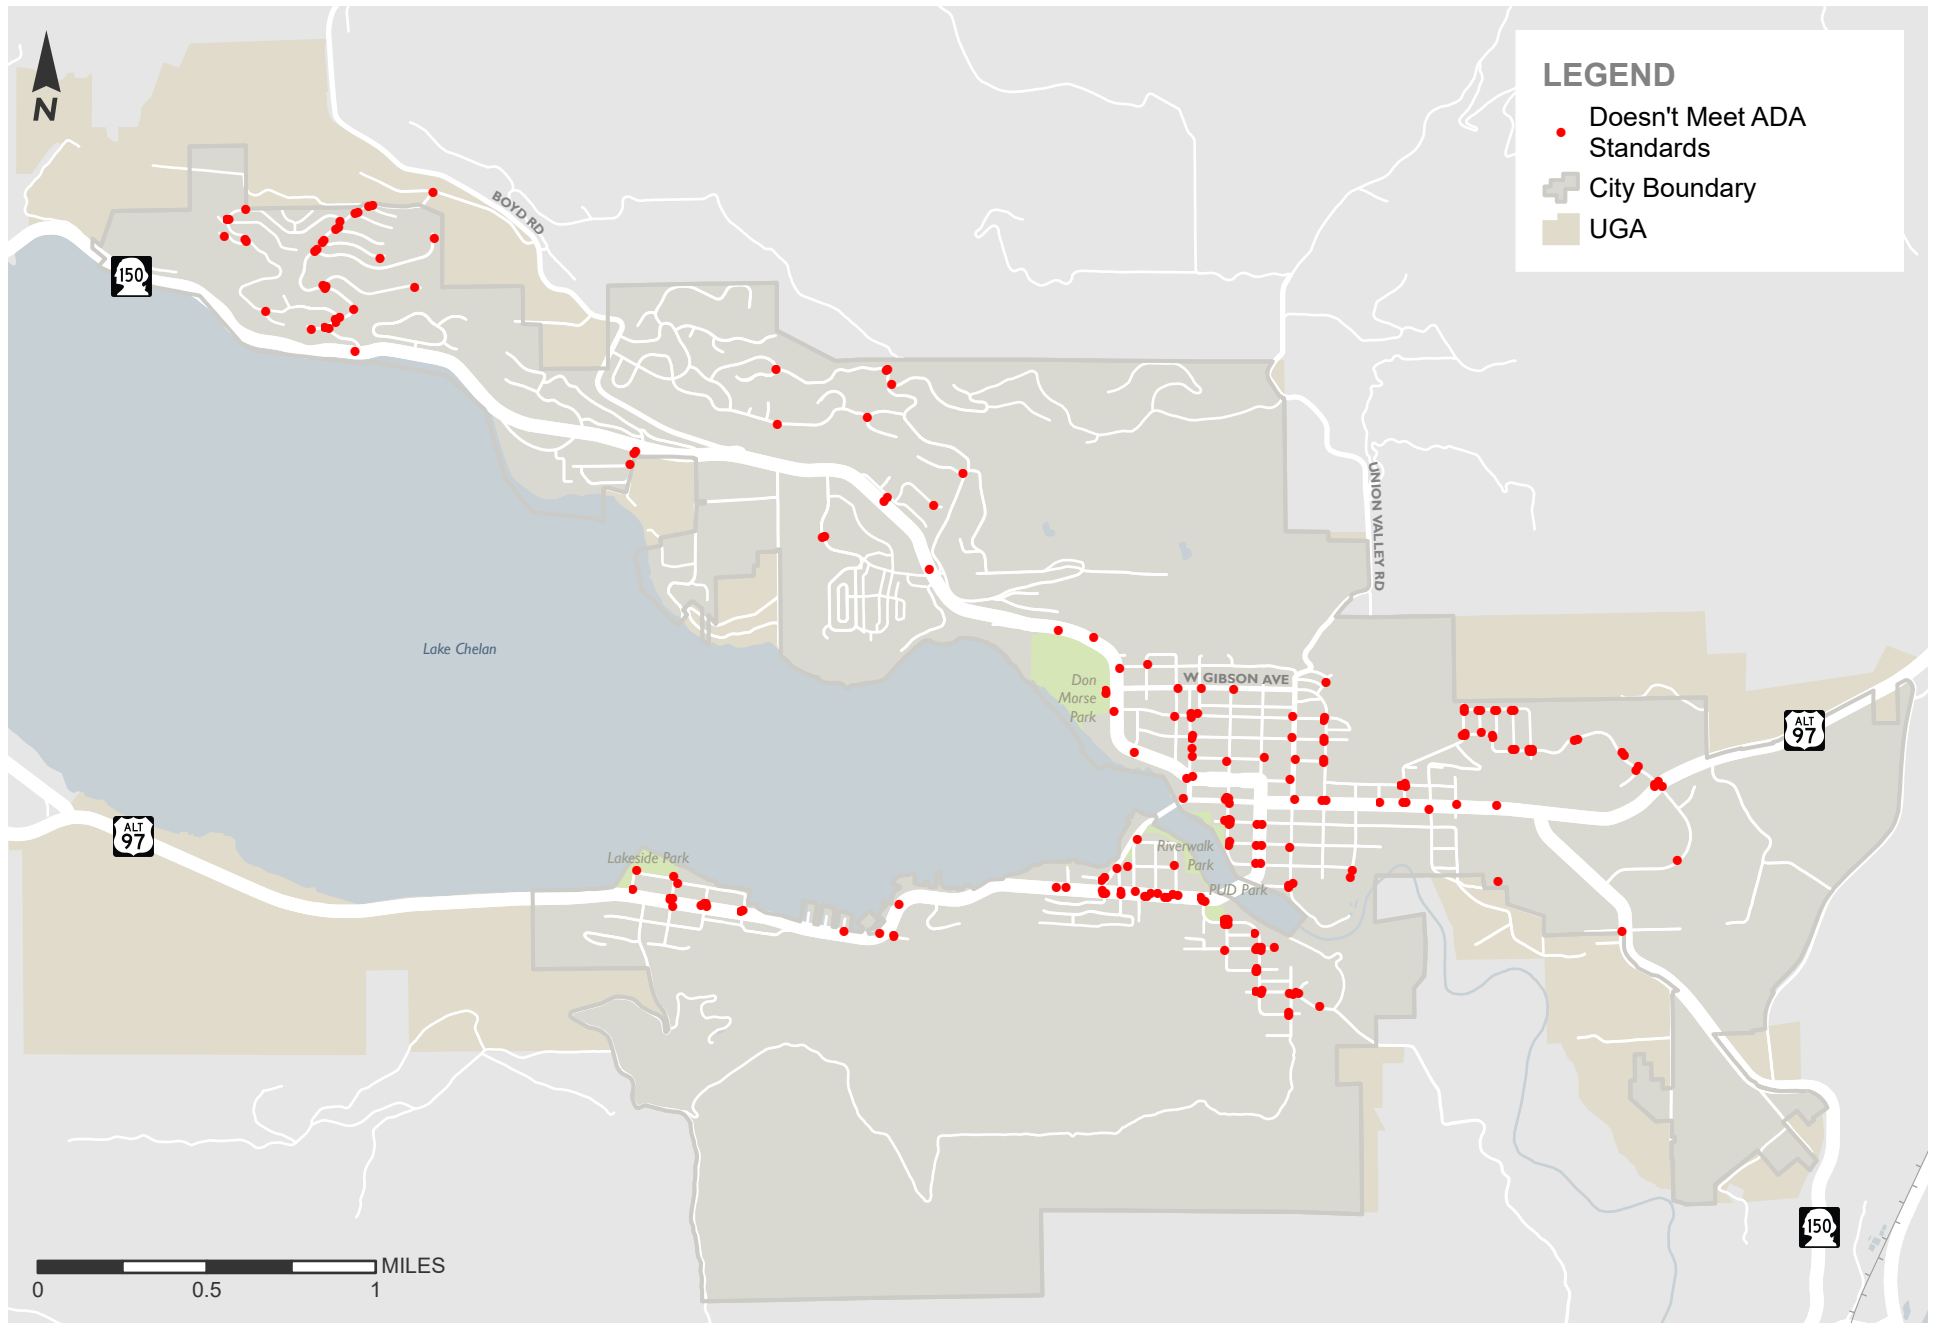 N
LEGEND
Doesn't Meet ADA
Standards
City Boundary
UGA
BOYD RD
150
UNION VALLEY RD
Lake Chelan
Don
Morse
Park
W GIBSON AVE
ALT
97
ALT
97
Lakeside Park
Riverwalk
Park
PUD Park
150
MILES
0
0.5
1